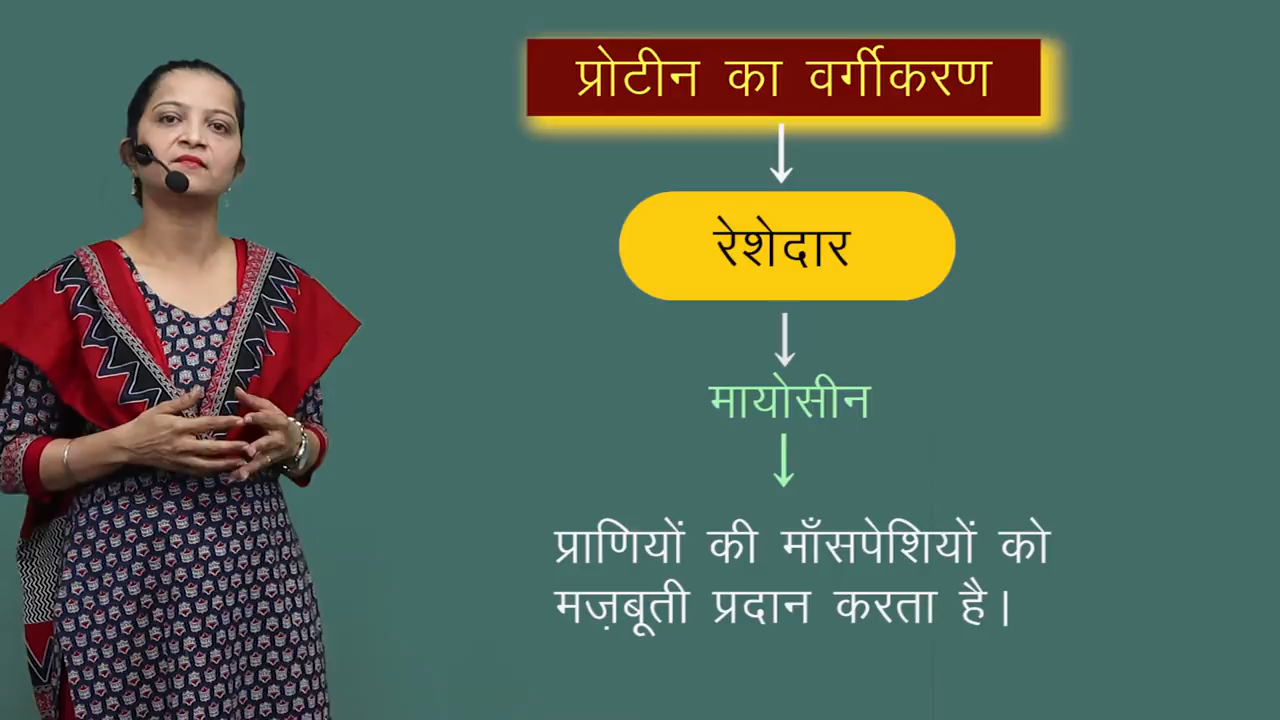 प्रोटीन का वर्गीकरण
रेशेदार
मायोसीन
प्राणियों की माँसपेशियों को
मज़बूती प्रदान करता है।